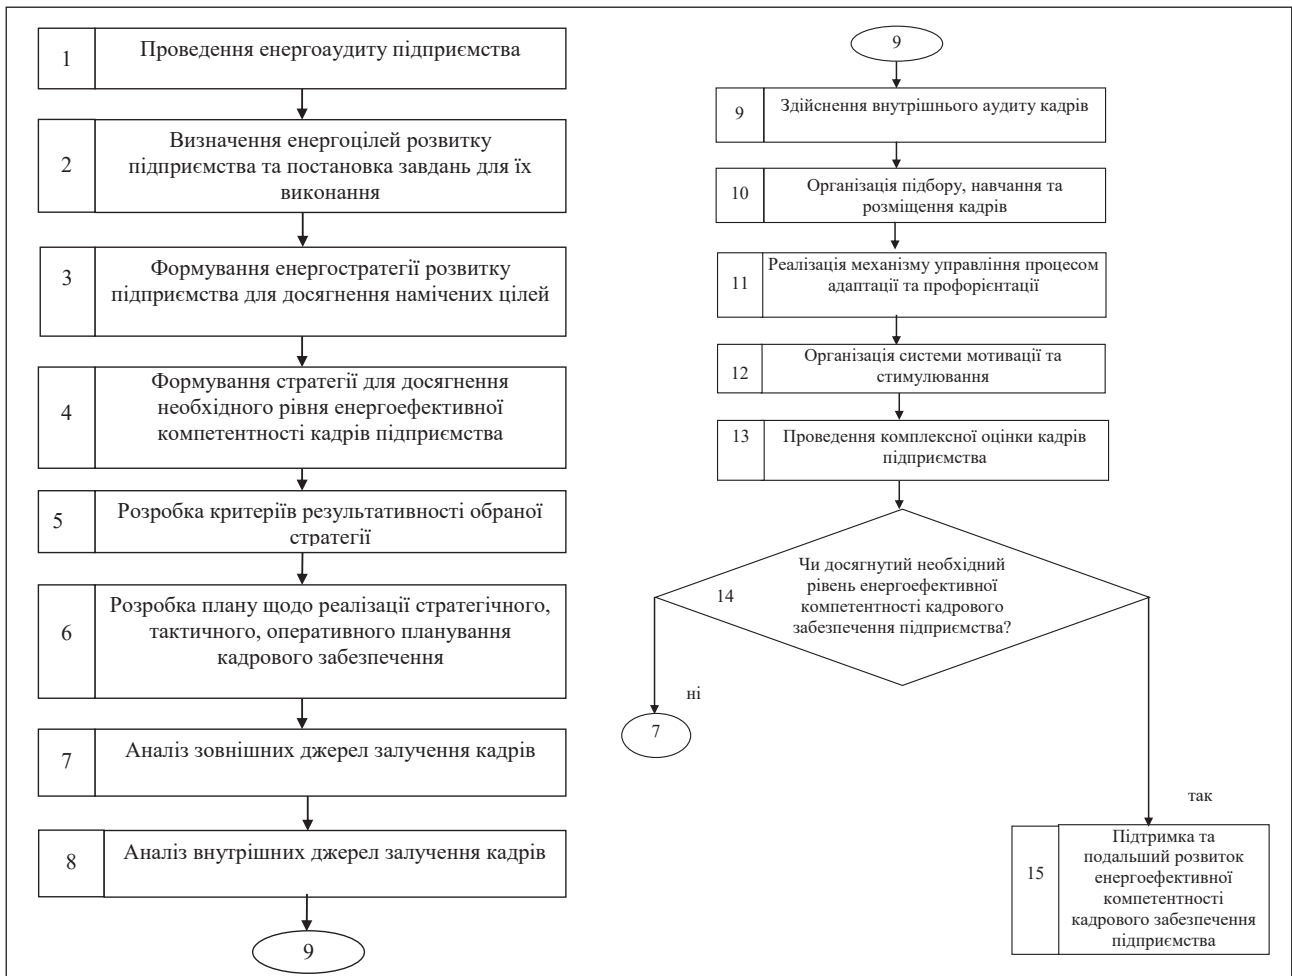 1
Проведення енергоаудиту підприємства
2
Визначення енергоцілей розвитку
підприємства та постановка завдань для їх
виконання
3
Формування енергостратегії розвитку
підприємства для досягнення намічених цілей
4
Формування стратегії для досягнення
необхідного рівня енергоефективної
компетентності кадрів підприємства
5
Розробка критеріїв результативності обраної
стратегії
6
Розробка плану щодо реалізації стратегічного,
тактичного, оперативного планування
кадрового забезпечення
7
Аналіз зовнішних джерел залучення кадрів
8
Аналіз внутрішних джерел залучення кадрів
9
9
9
Здійснення внутрішнього аудиту кадрів
10
Організація підбору, навчання та
розміщення кадрів
11
Реалізація механізму управління процесом
адаптації та профорієнтації
12
Організація системи мотивації та
стимулювання
13
Проведення комплексної оцінки кадрів
підприємства
14
Чи досягнутий необхідний
рівень енергоефективної
компетентності кадрового
забезпечення підприємства?
ні
7
так
15
Підтримка та
подальший розвиток
енергоефективної
компетентності
кадрового забезпечення
підприємства